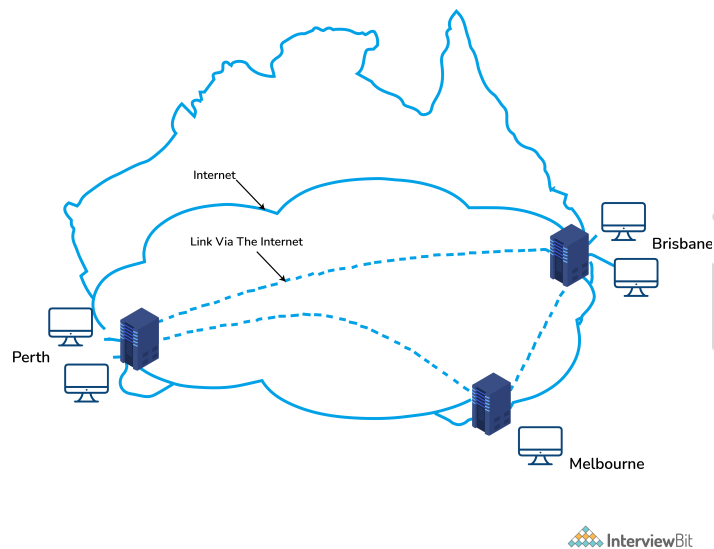 Internet
Link Via The Internet
Brisbane
Perth
Melbourne
InterviewBit